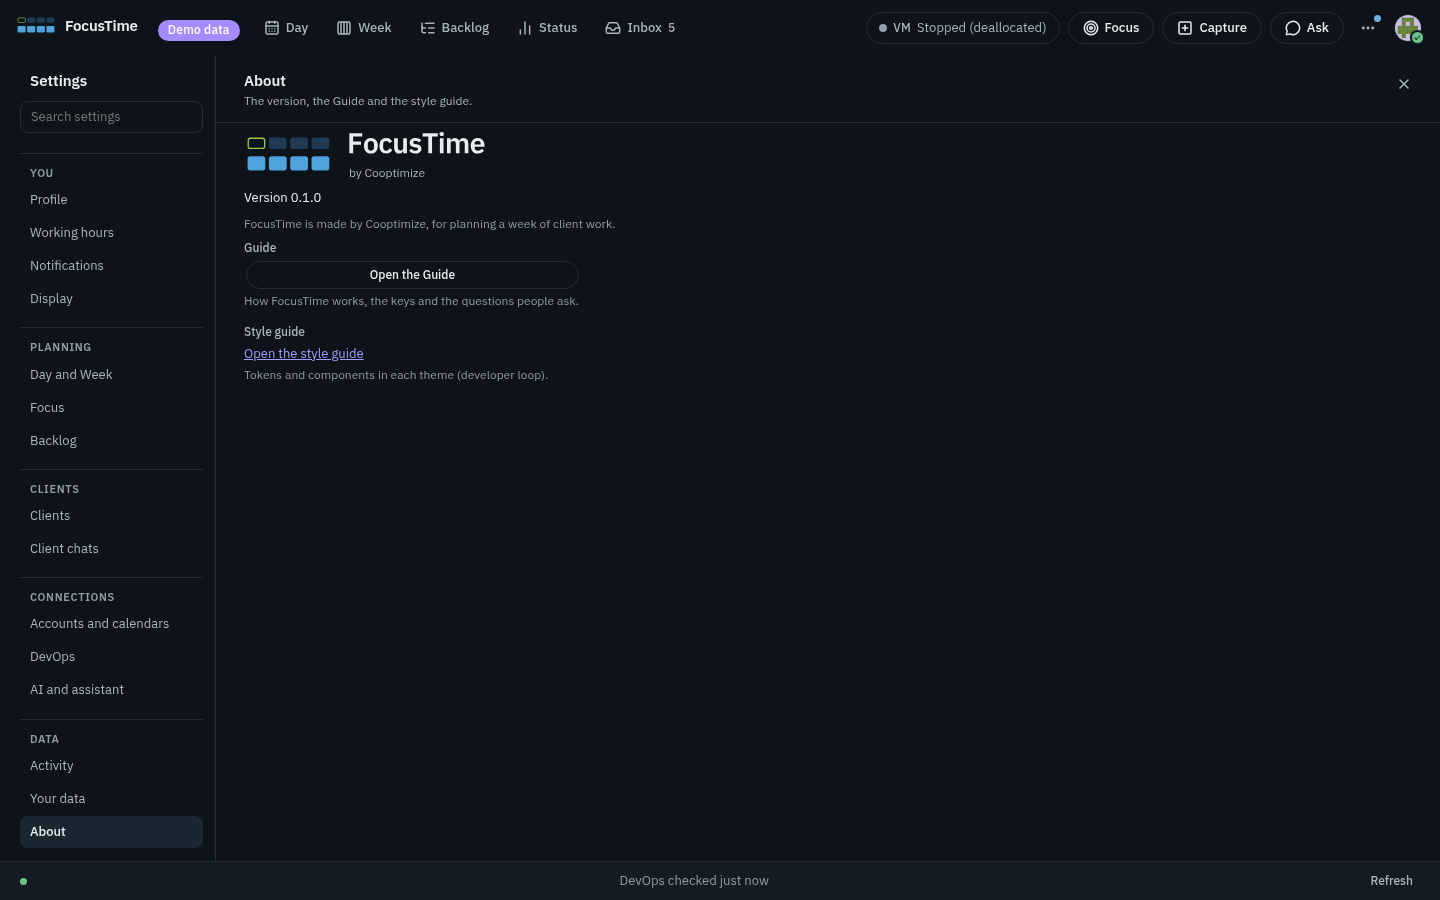 FocusTime
Demo data
Day
Week
Backlog
Status
Inbox 5
VM Stopped (deallocated)
Focus
Capture
Ask
Settings
Search settings
YOU
Profile
Working hours
Notifications
Display
PLANNING
Day and Week
Focus
Backlog
CLIENTS
Clients
Client chats
CONNECTIONS
Accounts and calendars
DevOps
AI and assistant
DATA
Activity
Your data
About
About
The version, the Guide and the style guide.
FocusTime
by Cooptimize
Version 0.1.0
FocusTime is made by Cooptimize, for planning a week of client work.
Guide
Open the Guide
How FocusTime works, the keys and the questions people ask.
Style guide
Open the style guide
Tokens and components in each theme (developer loop).
DevOps checked just now
Refresh